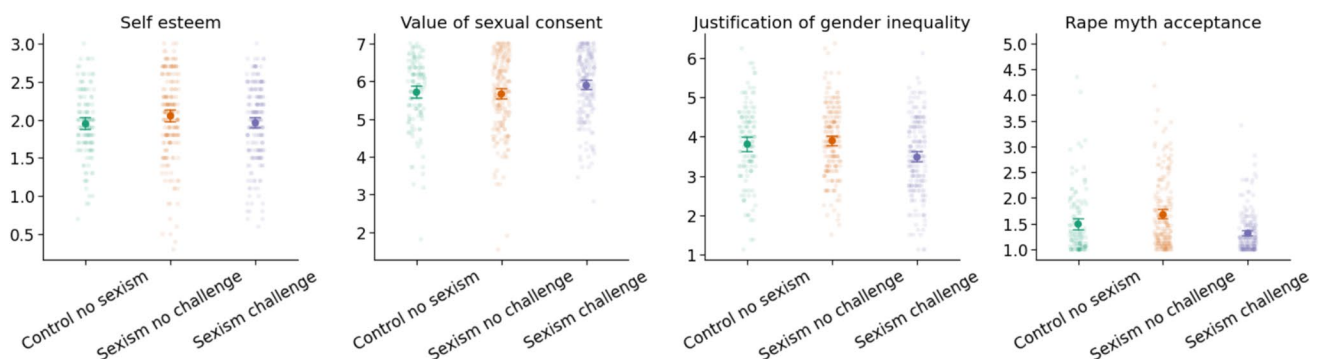 Self esteem
3.0
2.5
2.0
1.5
1.0
0.5
Control no sexism
Sexism no challenge
Sexism challenge
Value of sexual consent
7
6
5
4
3
2
Control no sexism
Sexism no challenge
Sexism challenge
Justification of gender inequality
6
5
4
3
2
1
Control no sexism
Sexism no challenge
Sexism challenge
Rape myth acceptance
5.0
4.5
4.0
3.5
3.0
2.5
2.0
1.5
1.0
Control no sexism
Sexism no challenge
Sexism challenge